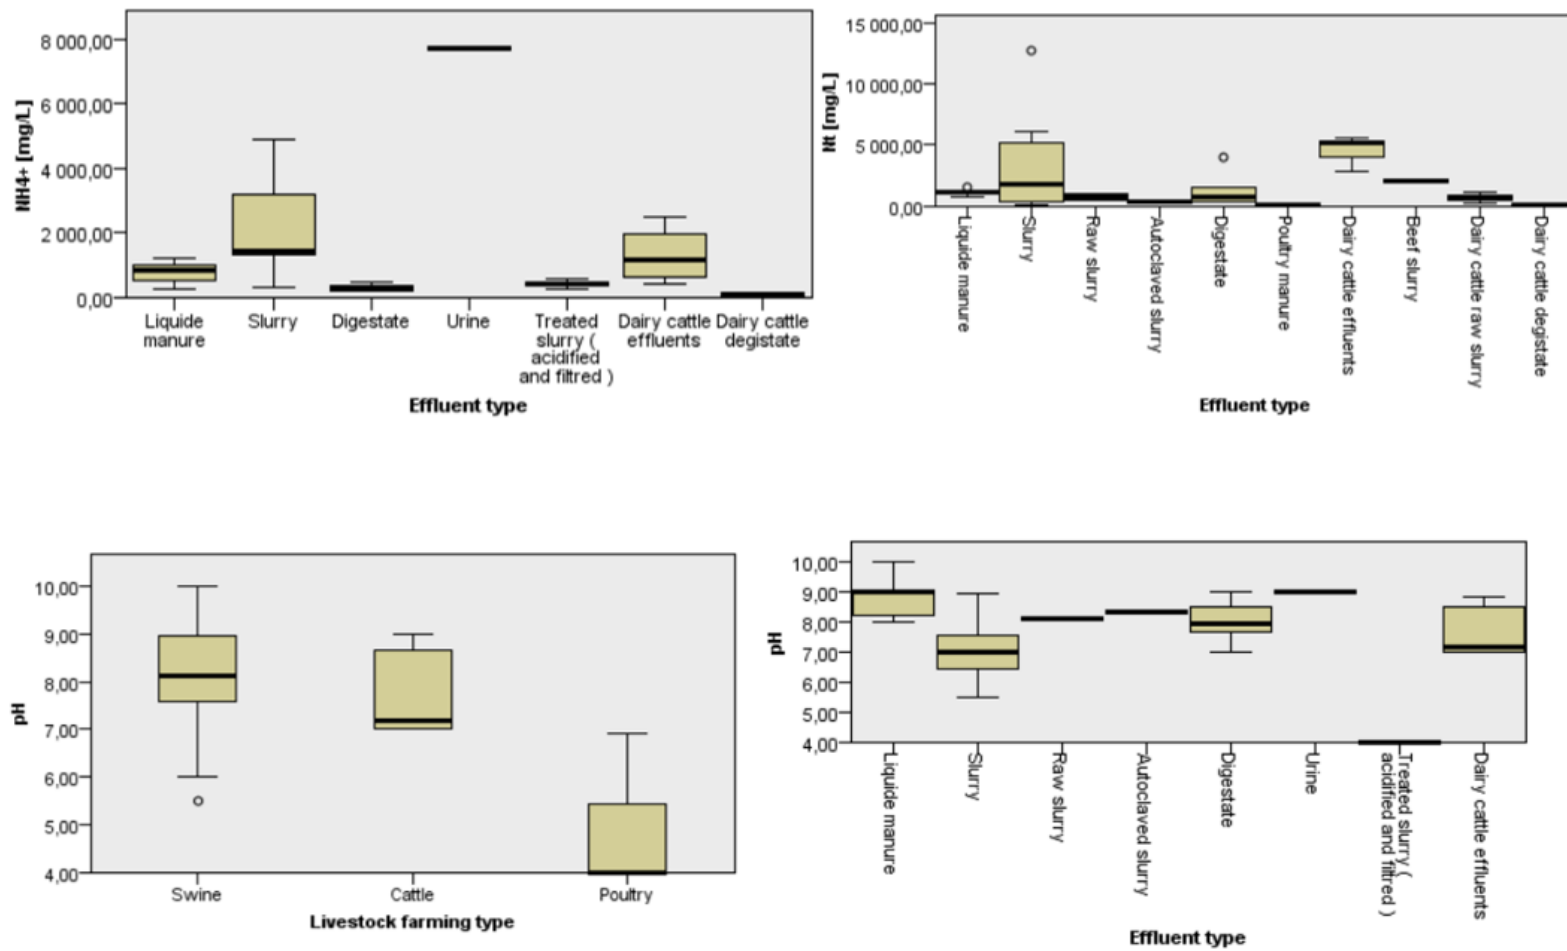 NH4+ [mg/L]
8 000,00
6 000,00
4 000,00
2 000,00
0,00
Liquide
manure
Slurry
Digestate
Urine
Treated
slurry (
acidified
and filtred )
Dairy cattle
effluents
Dairy cattle
degistate
Effluent type
Nt [mg/L]
15 000,00
10 000,00
5 000,00
0,00
Liquide manure
Slurry
Raw slurry
Autoclaved slurry
Digestate
Poultry manure
Dairy cattle effluents
Beef slurry
Dairy cattle raw slurry
Dairy cattle degistate
Effluent type
pH
10,00
9,00
8,00
7,00
6,00
5,00
4,00
Swine
Cattle
Poultry
Livestock farming type
pH
10,00
9,00
8,00
7,00
6,00
5,00
4,00
Liquide manure
Slurry
Raw slurry
Autoclaved slurry
Digestate
Urine
Treated slurry (
acidified and filtred )
Dairy cattle effluents
Effluent type